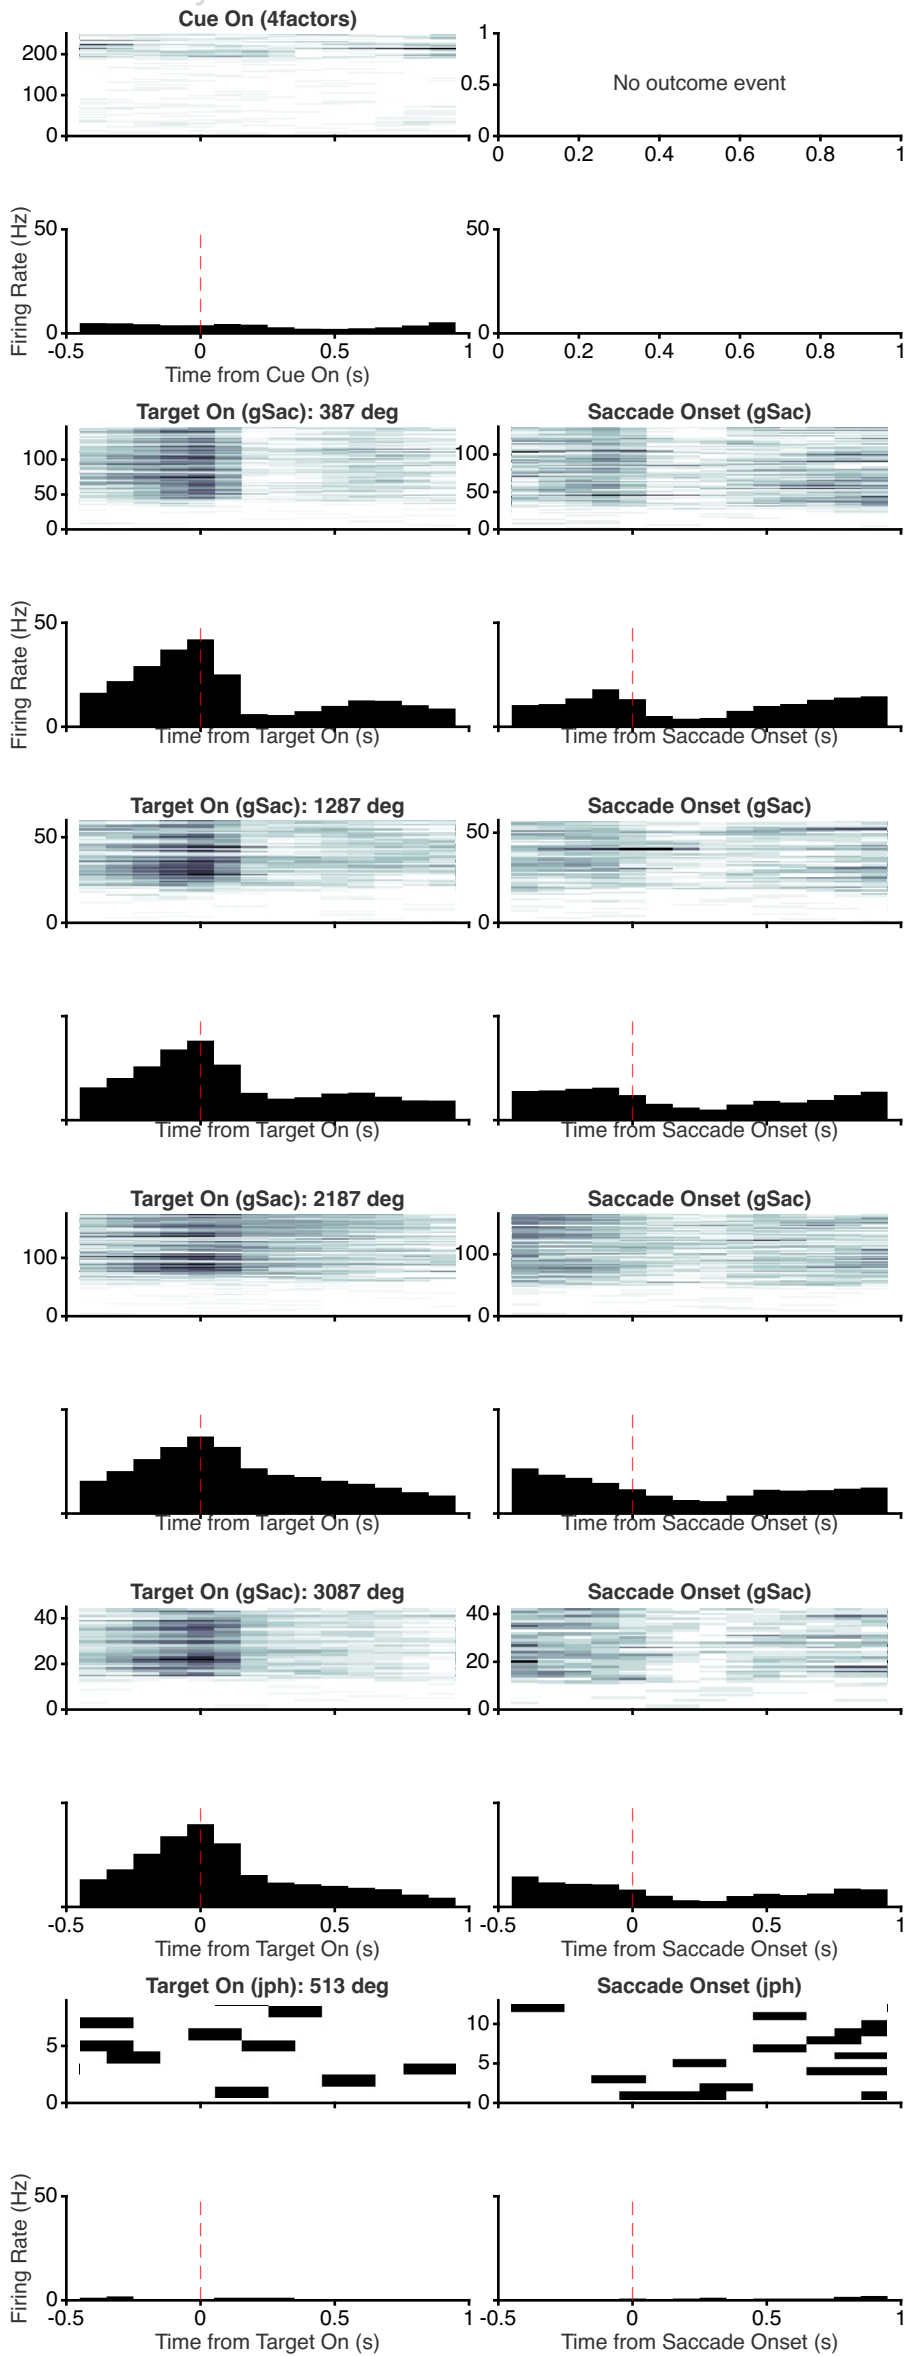 Cue On (4factors)
200
100
0
1
0.5
0
No outcome event
0 0.2 0.4 0.6 0.8 1
Firing Rate (Hz)
50
0
-0.5 0 0.5 1
Time from Cue On (s)
50
0
0 0.2 0.4 0.6 0.8 1
Target On (gSac): 387 deg
100
50
0
Saccade Onset (gSac)
100
50
0
Firing Rate (Hz)
50
0
Time from Target On (s)
Time from Saccade Onset (s)
Target On (gSac): 1287 deg
50
0
Saccade Onset (gSac)
50
0
Time from Target On (s)
Time from Saccade Onset (s)
Target On (gSac): 2187 deg
100
0
Saccade Onset (gSac)
100
0
Time from Target On (s)
Time from Saccade Onset (s)
Target On (gSac): 3087 deg
40
20
0
Saccade Onset (gSac)
40
20
0
-0.5 0 0.5 1
Time from Target On (s)
-0.5 0 0.5 1
Time from Saccade Onset (s)
Target On (jph): 513 deg
5
0
Saccade Onset (jph)
10
5
0
Firing Rate (Hz)
50
0
-0.5 0 0.5 1
Time from Target On (s)
-0.5 0 0.5 1
Time from Saccade Onset (s)